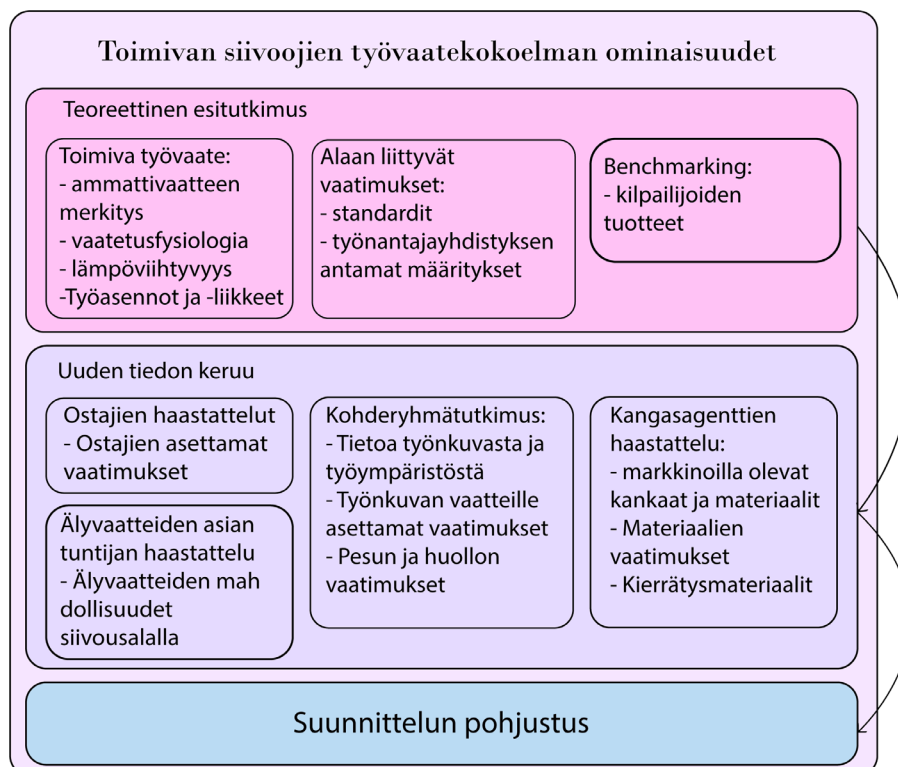 Toimivan siivoojien työvaatekokoelman ominaisuudet
Teoreettinen esitutkimus
Toimiva työvaate:
- ammattivaatteen
merkitys
- vaatetusfysiologia
- lämpöviihtyvyys
-Työasennot ja -liikkeet
Alaan liittyvät
vaatimukset:
- standardit
- työnantajayhdistyksen
antamat määritykset
Benchmarking:
- kilpailijoiden
tuotteet
Uuden tiedon keruu
Ostajien haastattelut
- Ostajien asettamat
vaatimukset
Älyvaatteiden asian
tuntijan haastattelu
- Älyvaatteiden mah
dollisuudet
siivousalalla
Kohderyhmätutkimus:
- Tietoa työnkuvasta ja
työympäristöstä
- Työnkuvan vaatteille
asettamat vaatimukset
- Pesun ja huollon
vaatimukset
Kangasagenttien
haastattelu:
- markkinoilla olevat
kankaat ja materiaalit
- Materiaalien
vaatimukset
- Kierrätysmateriaalit
Suunnittelun pohjustus